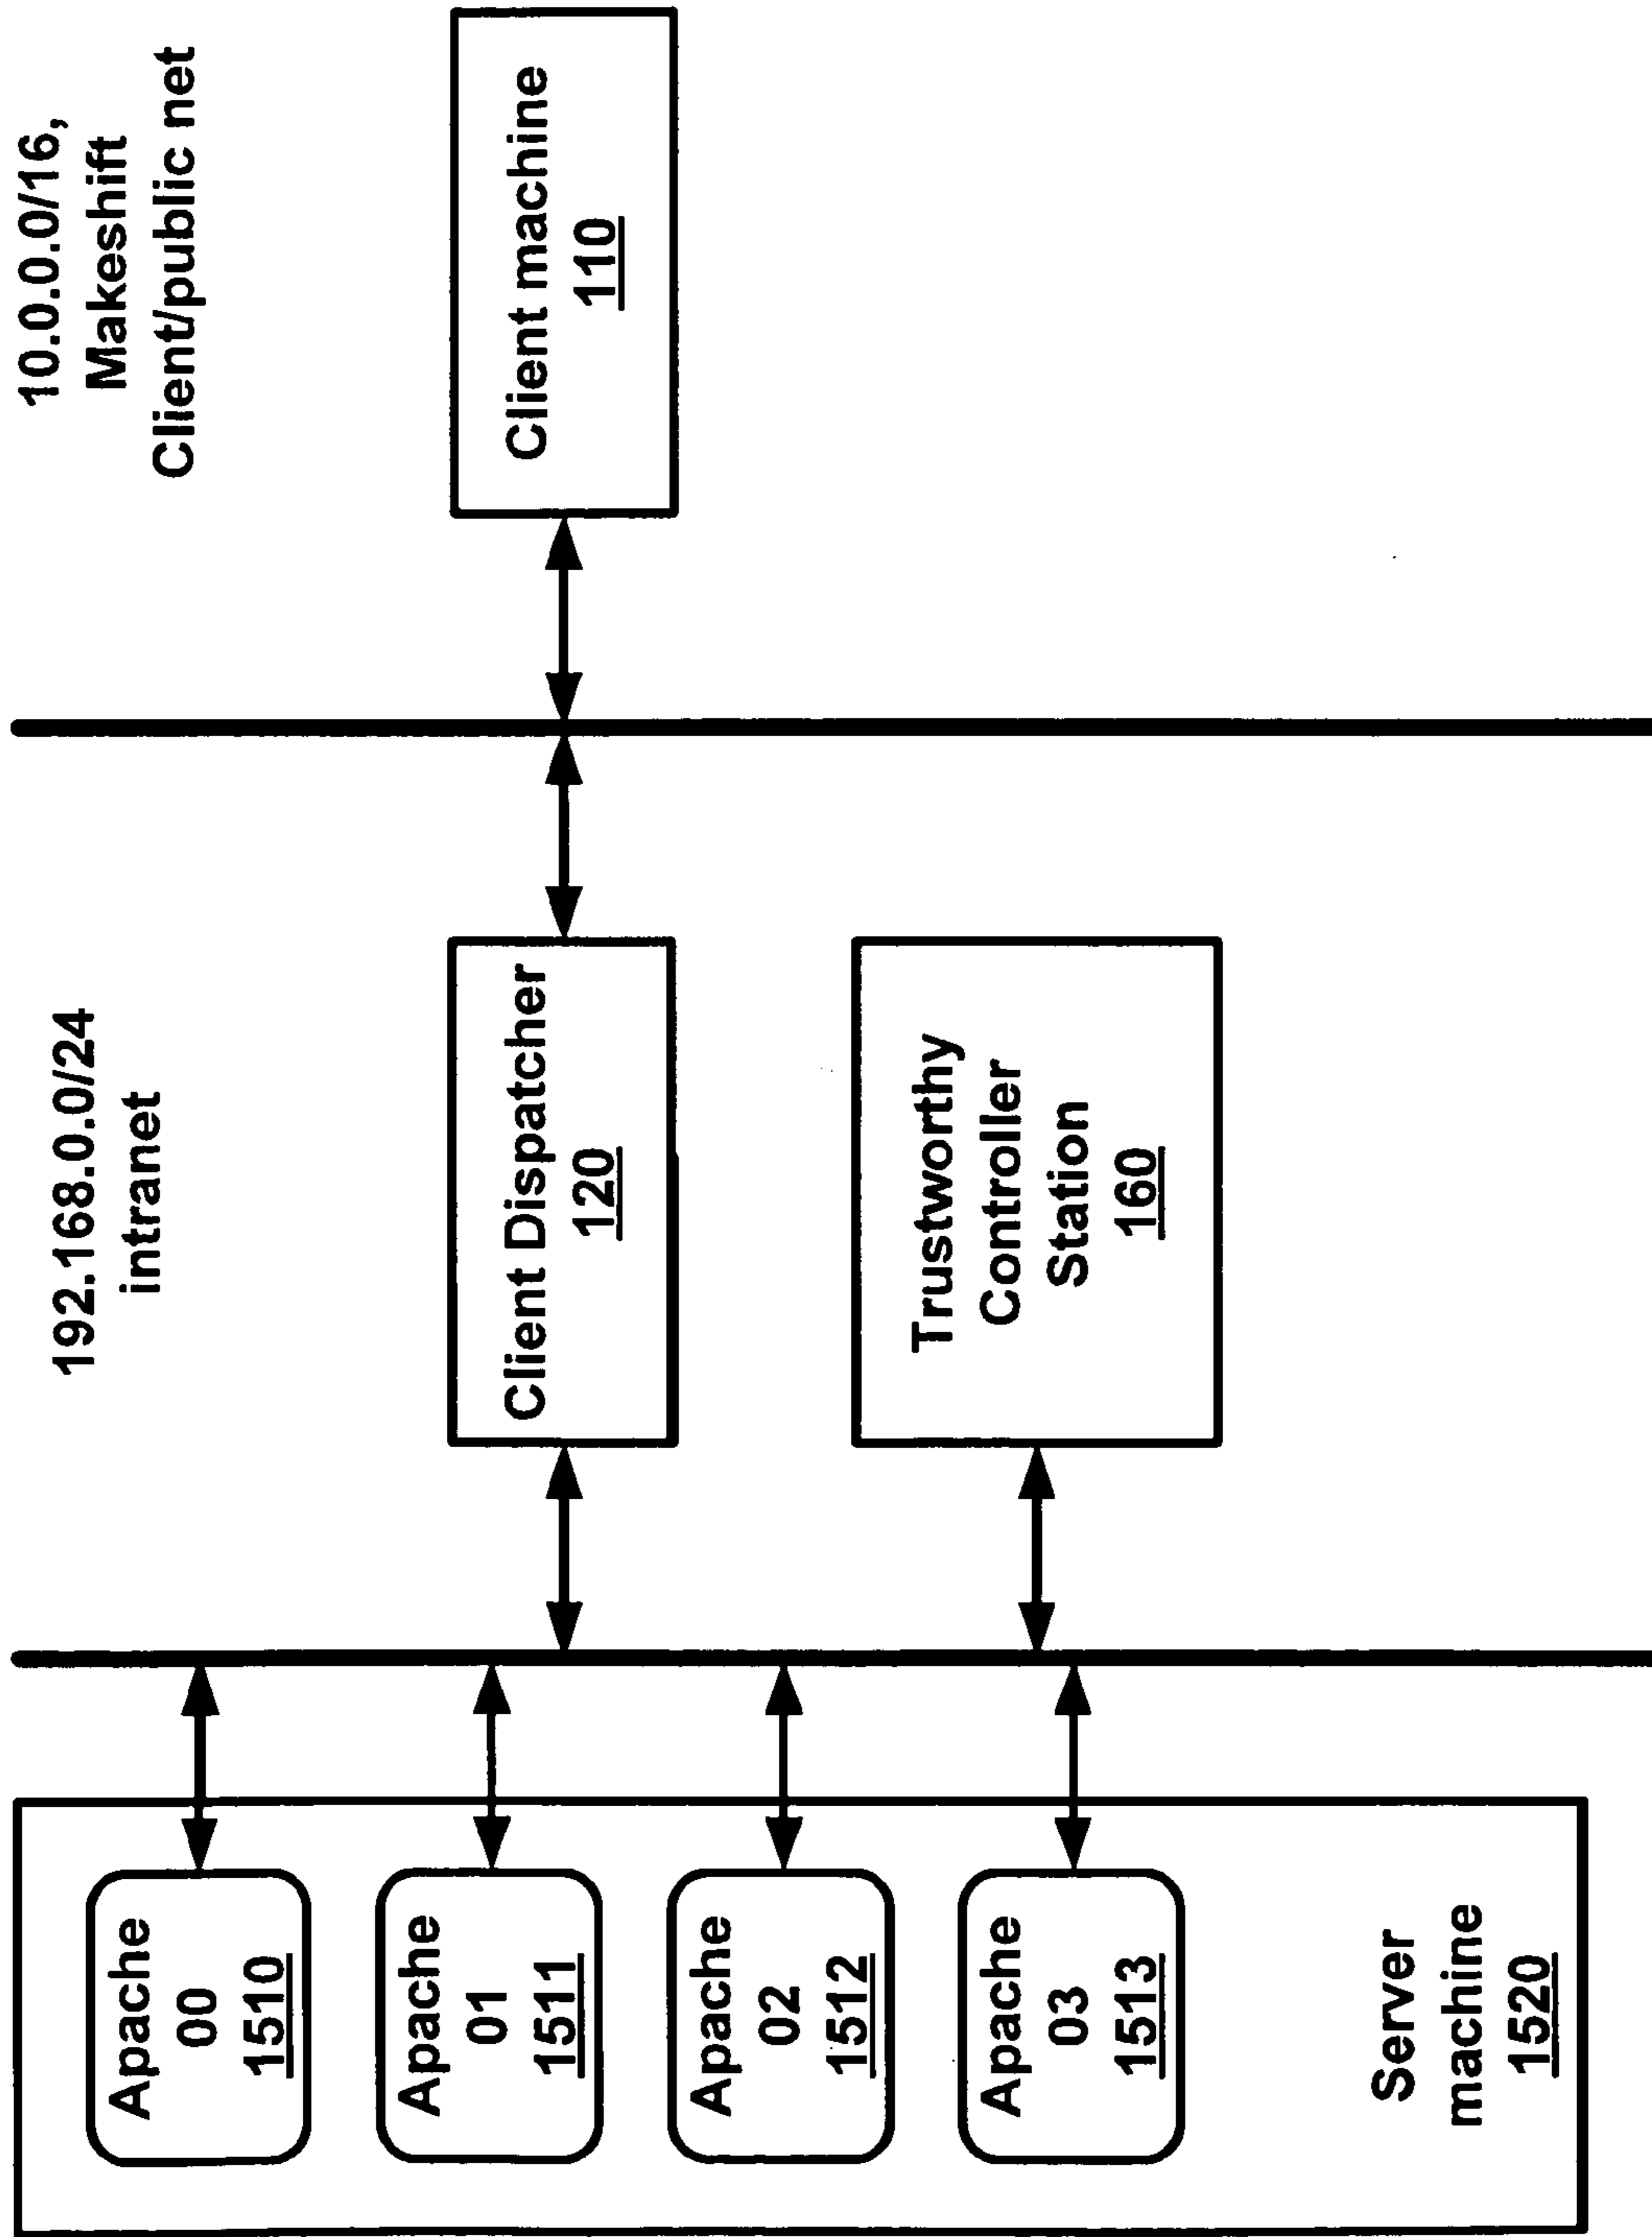 10.0.0.0/16,
Makeshift
Client/public net
Client machine
110
192.168.0.0/24
intranet
Client Dispatcher
120
Trustworthy
Controller
Station
160
Apache
00
1510
Apache
01
1511
Apache
02
1512
Apache
03
1513
Server
machine
1520